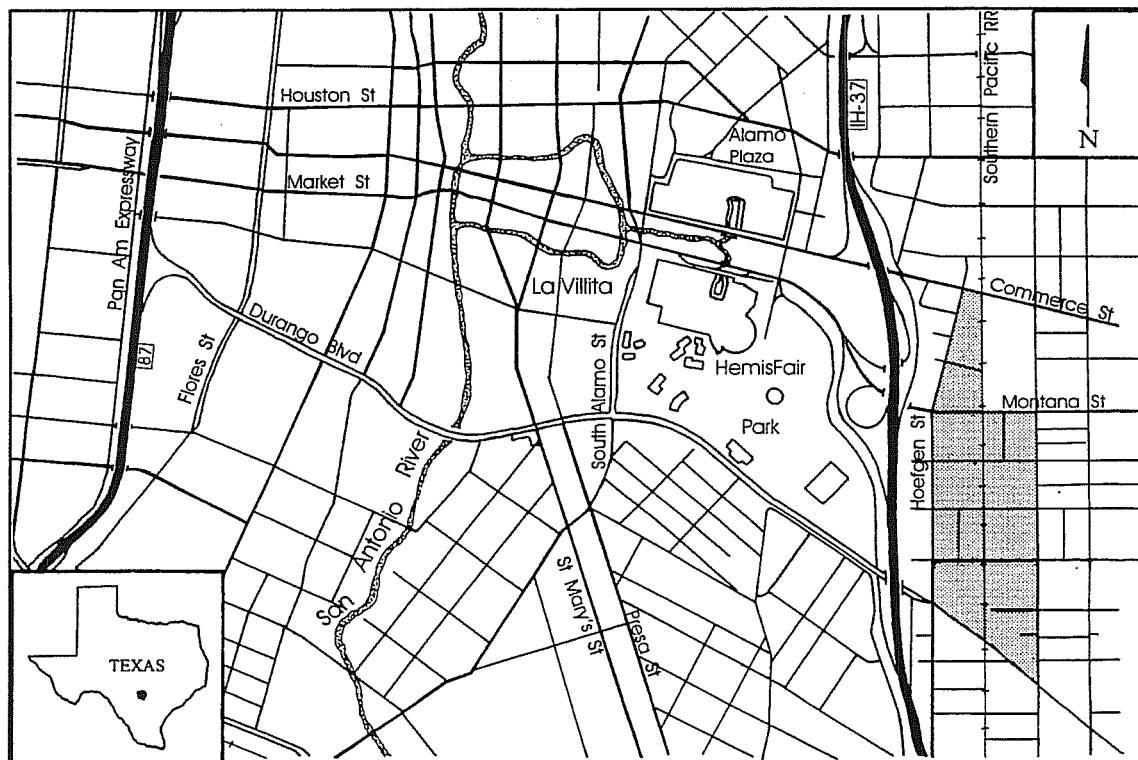 Houston St
Market St
Pan Am Expressway
87
Flores St
Durango Blvd
San Antonio River
La Villita
South Alamo St
St Mary's St
Presa St
Alamo
Plaza
HemisFair
Park
IH-37
Southern Pacific RR
N
Commerce St
Montana St
Hoefgen St
TEXAS